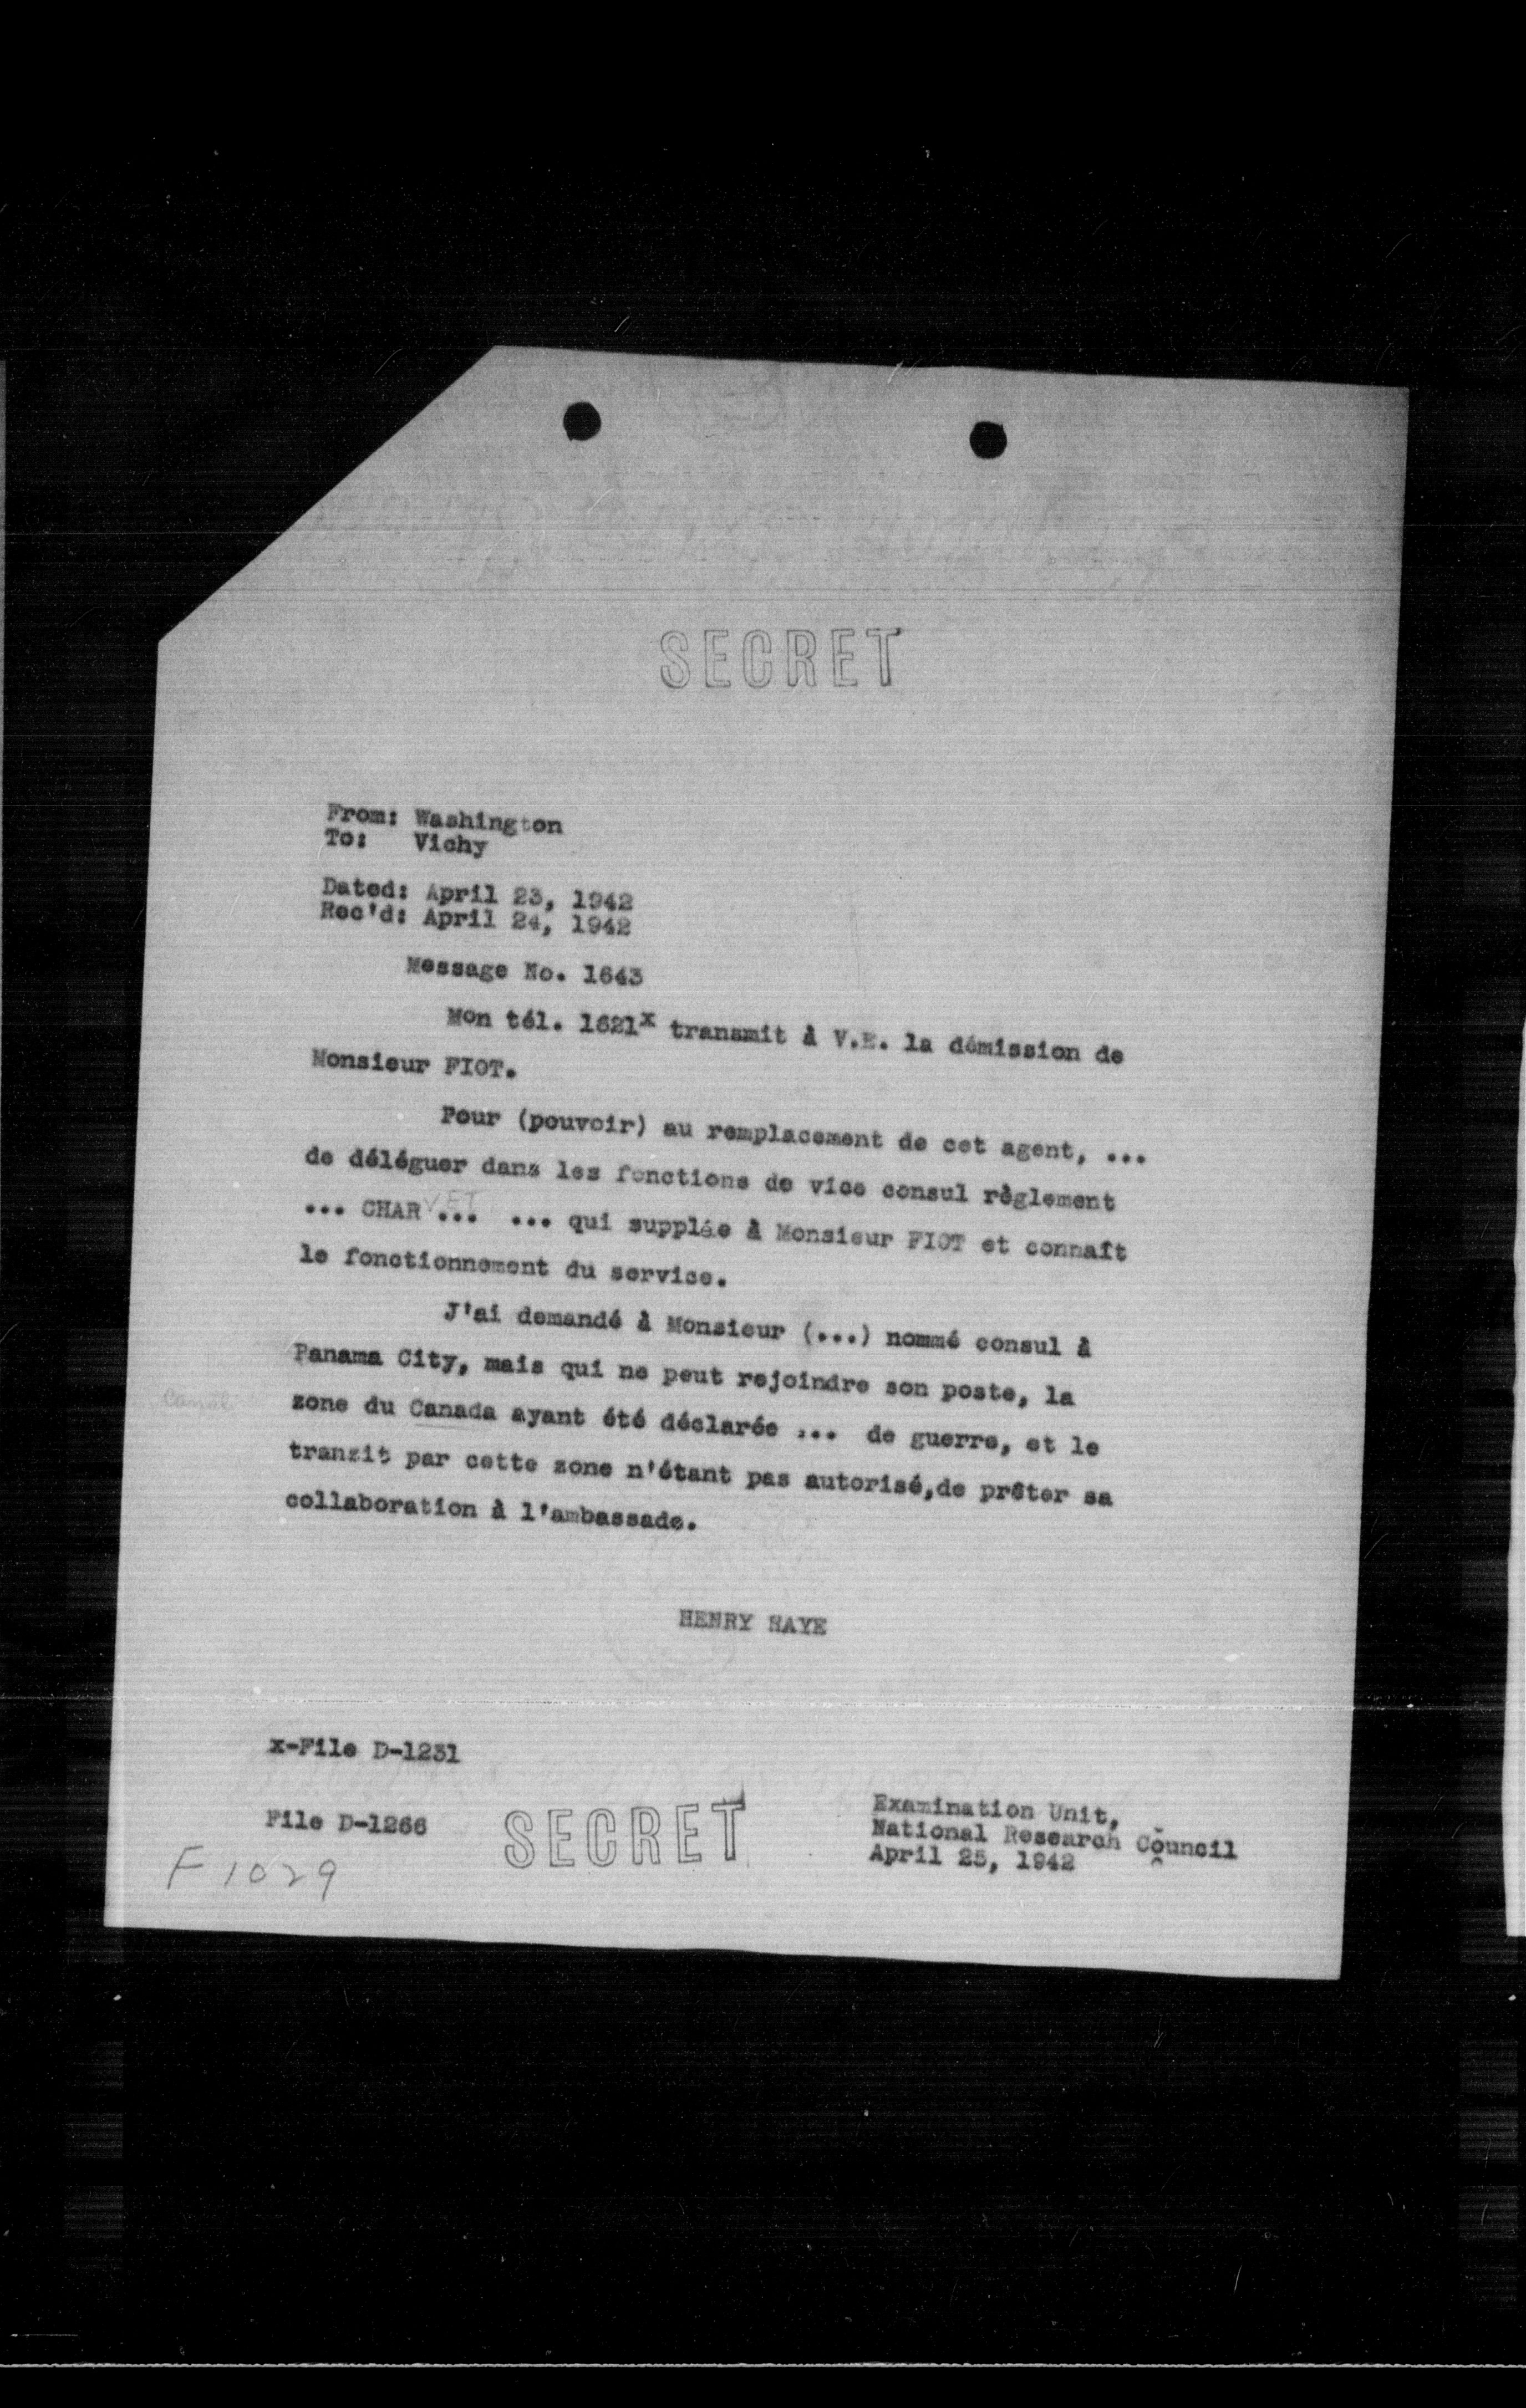 SECRET
From: Washington
To: Vichy
Dated: April 23, 1942
Rec'd: April 24, 1942
Message No. 1643
Mon tél. 1621x transmit à V.E. la démission de
Monsieur FIOT.
Pour (pouvoir) au remplacement de cet agent, ...
de déléguer dans les fonctions de vice consul règlement
... CHAR VET ... ... qui supplée à Monsieur FIOT et connaît
le fonctionnement du service.
J'ai demandé à Monsieur (...) nommé consul à
Panama City, mais qui ne peut rejoindre son poste, la
canal
zone du Canada ayant été déclarée ... de guerre, et le
transit par cette zone n'étant pas autorisé,de prêter sa
collaboration à l'ambassade.
HENRY HAYE
x-File D-1231
File D-1266
SECRET
Examination Unit,
National Research Council
April 25, 1942
F 1029